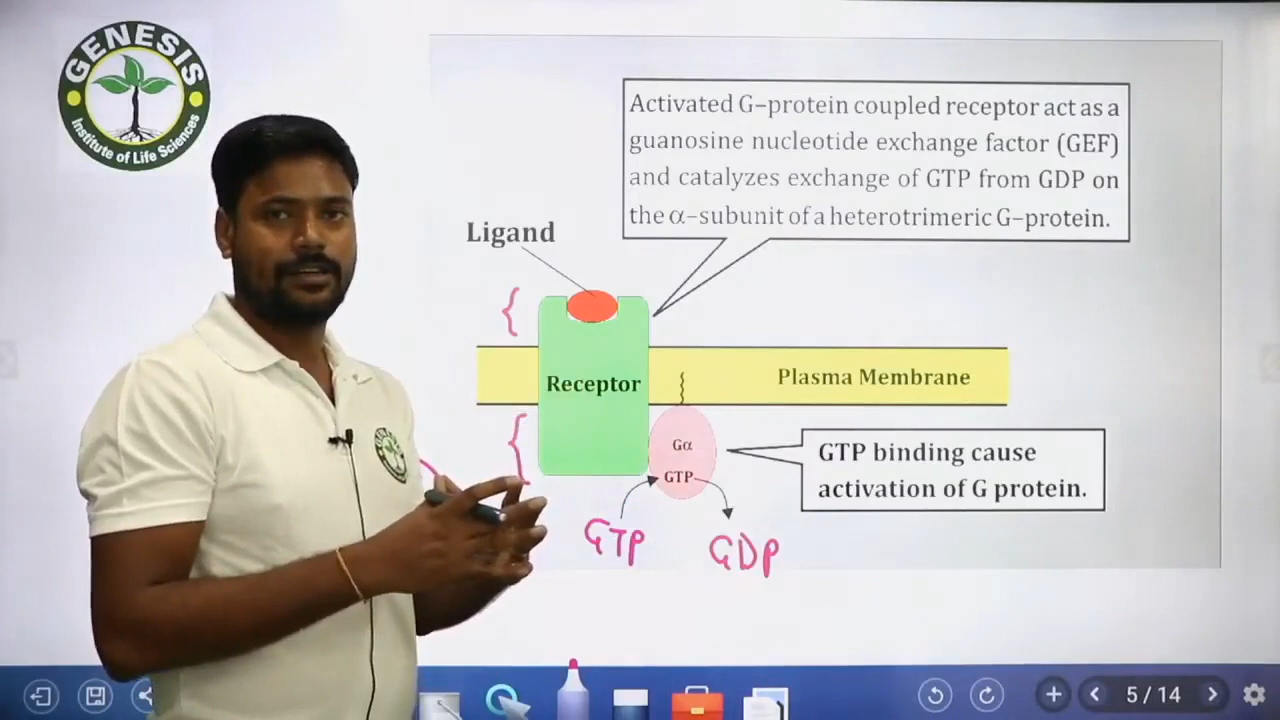 GENESIS
Institute of Life Sciences
Activated G–protein coupled receptor act as a
guanosine nucleotide exchange factor (GEF)
and catalyzes exchange of GTP from GDP on
the α–subunit of a heterotrimeric G–protein.
Ligand
Receptor
Plasma Membrane
Gα
GTP
GTP binding cause
activation of G protein.
GTP
GDP
5 / 14